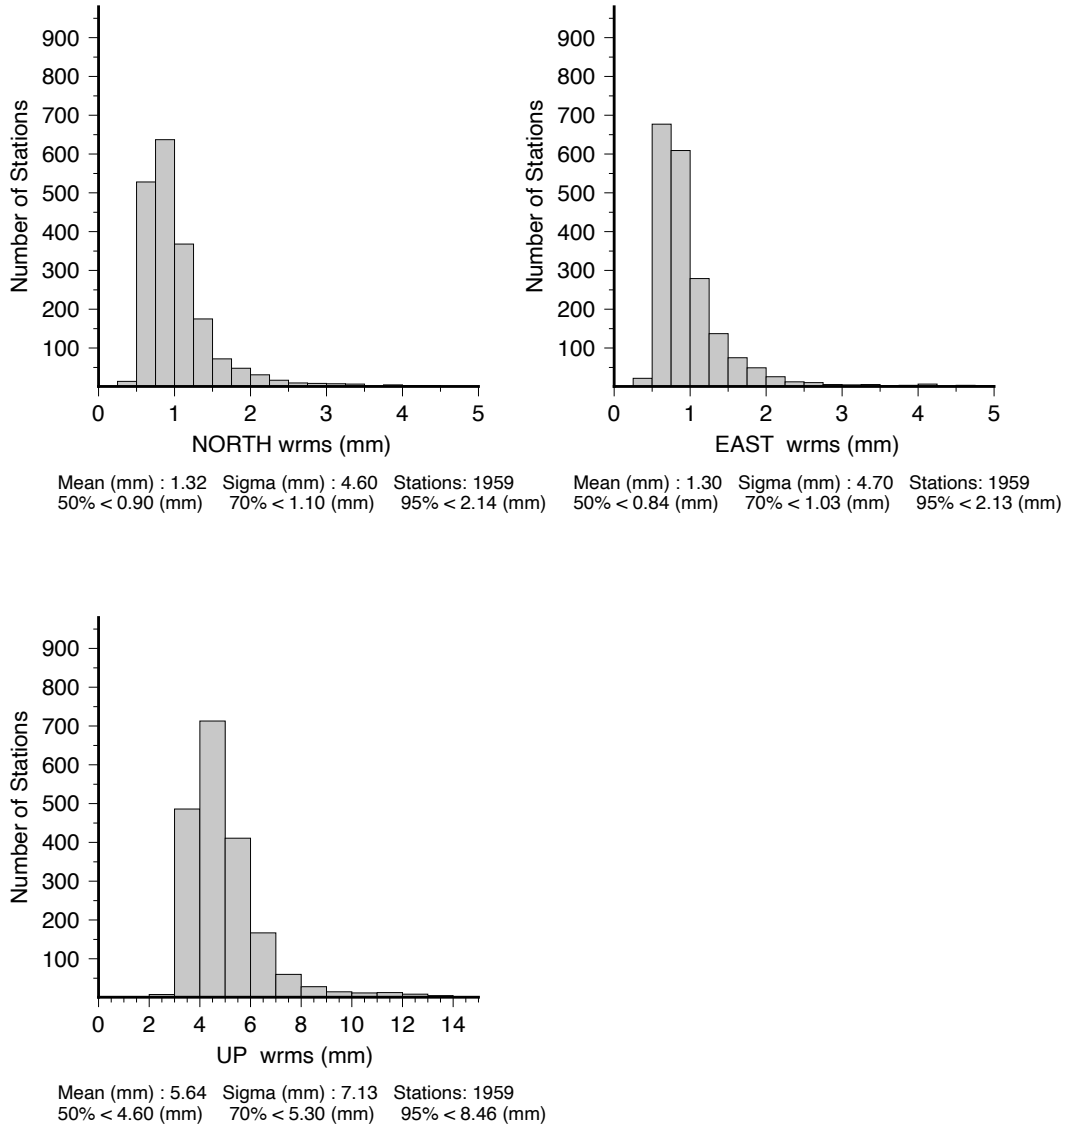 900
800
700
600
500
400
300
200
100
Number of Stations
0 1 2 3 4 5
NORTH wrms (mm)
Mean (mm) : 1.32 Sigma (mm) : 4.60 Stations: 1959
50% < 0.90 (mm) 70% < 1.10 (mm) 95% < 2.14 (mm)
900
800
700
600
500
400
300
200
100
Number of Stations
0 1 2 3 4 5
EAST wrms (mm)
Mean (mm) : 1.30 Sigma (mm) : 4.70 Stations: 1959
50% < 0.84 (mm) 70% < 1.03 (mm) 95% < 2.13 (mm)
900
800
700
600
500
400
300
200
100
Number of Stations
0 2 4 6 8 10 12 14
UP wrms (mm)
Mean (mm) : 5.64 Sigma (mm) : 7.13 Stations: 1959
50% < 4.60 (mm) 70% < 5.30 (mm) 95% < 8.46 (mm)